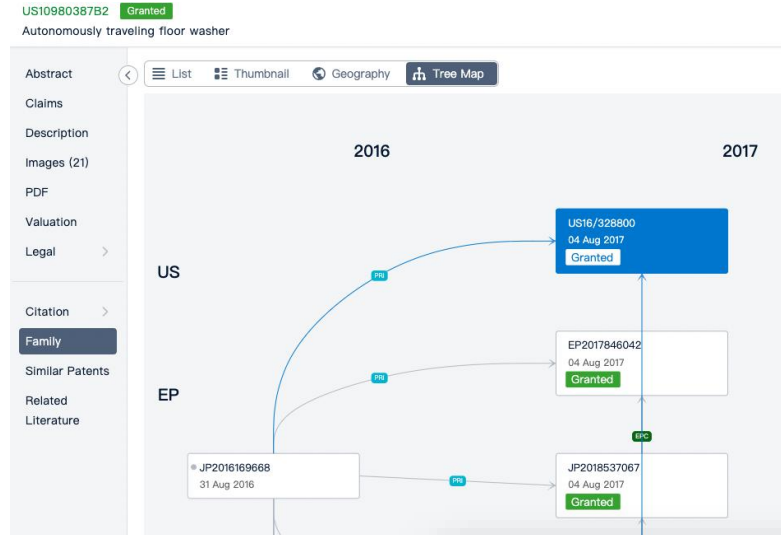 US10980387B2 Granted
Autonomously traveling floor washer
Abstract
Claims
Description
Images (21)
PDF
Valuation
Legal
Citation
Family
Similar Patents
Related
Literature
List Thumbnail Geography Tree Map
2016 2017
US
US16/328800
04 Aug 2017
Granted
PRI
EP
EP2017846042
04 Aug 2017
Granted
PRI
EPC
JP2016169668
31 Aug 2016
PRI
JP2018537067
04 Aug 2017
Granted